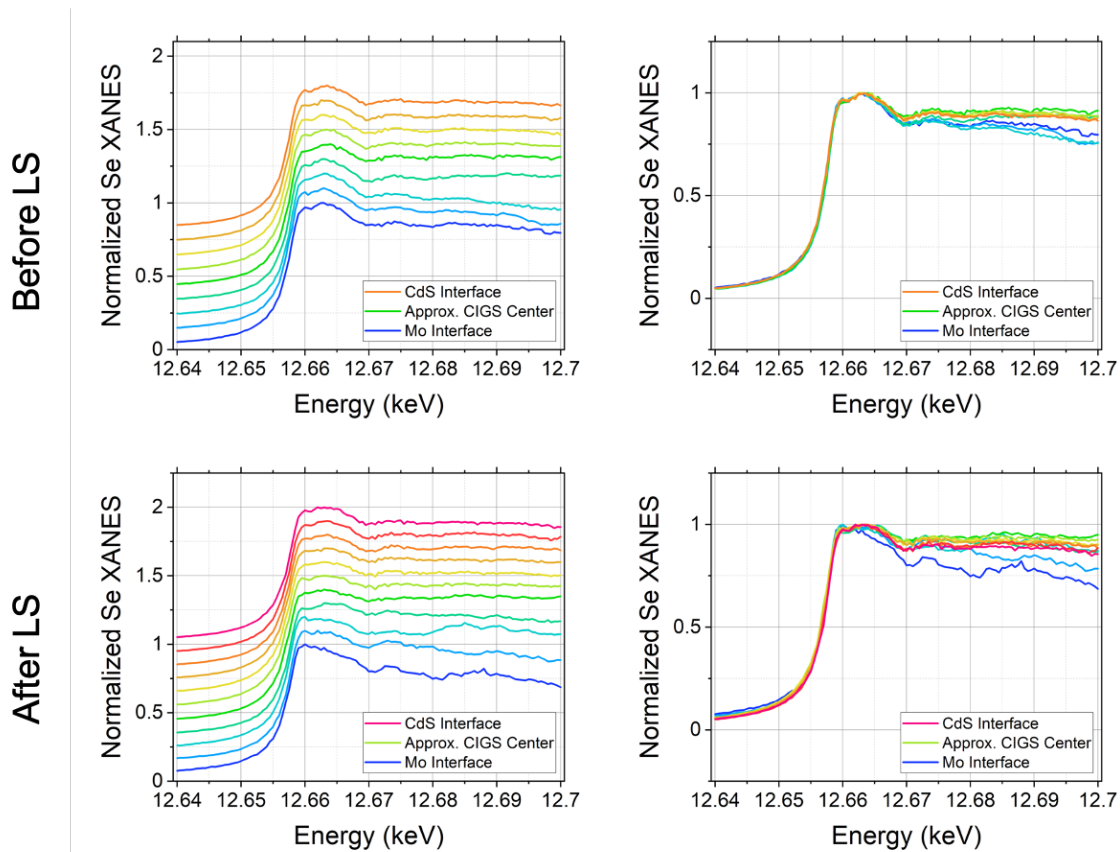 Before LS
Normalized Se XANES
2
1.5
1
0.5
0
12.64 12.65 12.66 12.67 12.68 12.69 12.7
Energy (keV)
CdS Interface
Approx. CIGS Center
Mo Interface
Normalized Se XANES
1
0.5
0
12.64 12.65 12.66 12.67 12.68 12.69 12.7
Energy (keV)
CdS Interface
Approx. CIGS Center
Mo Interface
After LS
Normalized Se XANES
2
1.5
1
0.5
0
12.64 12.65 12.66 12.67 12.68 12.69 12.7
Energy (keV)
CdS Interface
Approx. CIGS Center
Mo Interface
Normalized Se XANES
1
0.5
0
12.64 12.65 12.66 12.67 12.68 12.69 12.7
Energy (keV)
CdS Interface
Approx. CIGS Center
Mo Interface